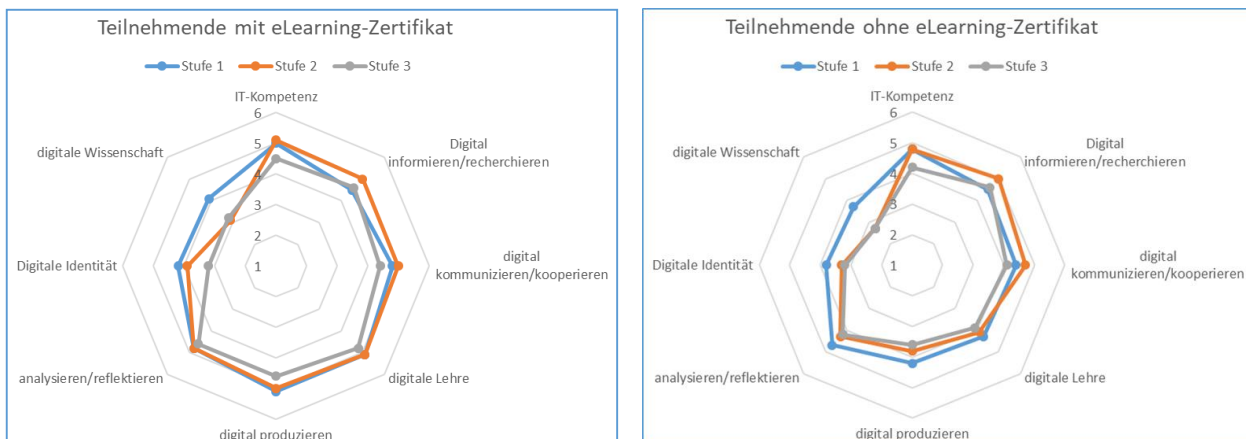 Teilnehmende mit eLearning-Zertifikat
Stufe 1 Stufe 2 Stufe 3
IT-Kompetenz
6
5
4
3
2
1
Digital
informieren/recherchieren
digital
kommunizieren/kooperieren
digitale Lehre
digital produzieren
analysieren/reflektieren
Digitale Identität
digitale Wissenschaft
Teilnehmende ohne eLearning-Zertifikat
Stufe 1 Stufe 2 Stufe 3
IT-Kompetenz
6
5
4
3
2
1
Digital
informieren/recherchieren
digital
kommunizieren/kooperieren
digitale Lehre
digital produzieren
analysieren/reflektieren
Digitale Identität
digitale Wissenschaft